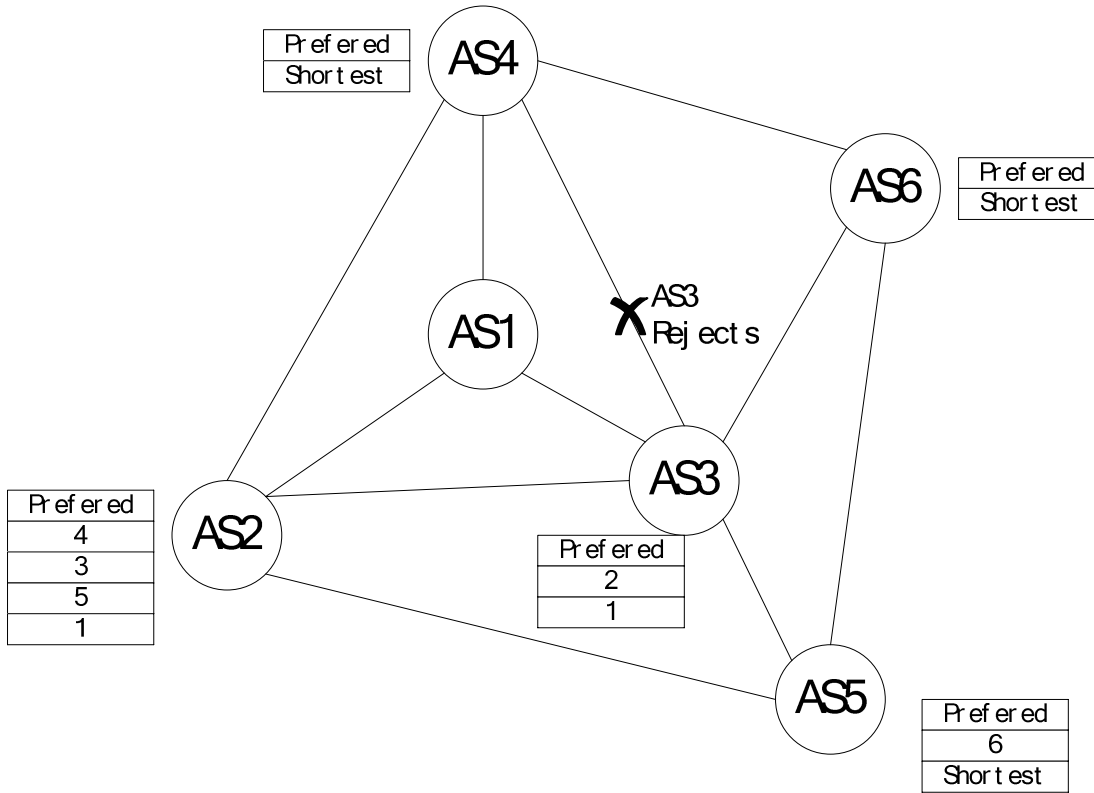 AS4
Prefered
Shortest
AS6
Prefered
Shortest
AS1
AS3
Rejects
AS3
AS2
Prefered
4
3
5
1
Prefered
2
1
AS5
Prefered
6
Shortest